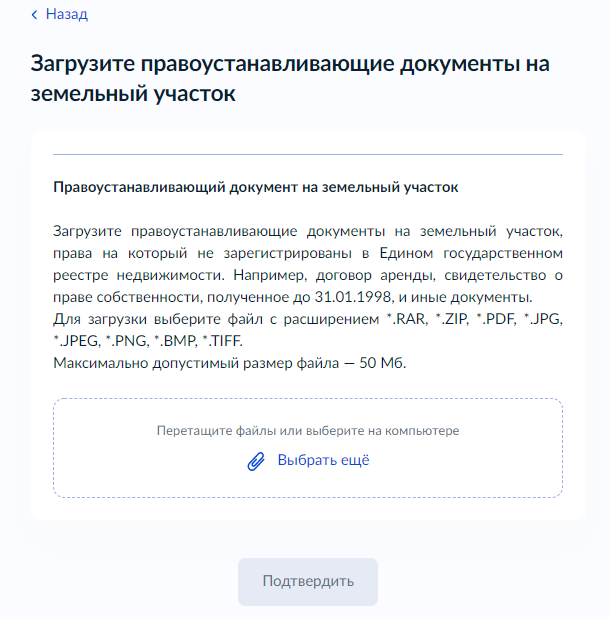 Назад
Загрузите правоустанавливающие документы на
земельный участок
Правоустанавливающий документ на земельный участок
Загрузите правоустанавливающие документы на земельный участок,
права на который не зарегистрированы в Едином государственном
реестре недвижимости. Например, договор аренды, свидетельство о
праве собственности, полученное до 31.01.1998, и иные документы.
Для загрузки выберите файл с расширением *.RAR, *.ZIP, *.PDF, *.JPG,
*.JPEG, *.PNG, *.BMP, *.TIFF.
Максимально допустимый размер файла — 50 Мб.
Перетащите файлы или выберите на компьютере
Выбрать ещё
Подтвердить